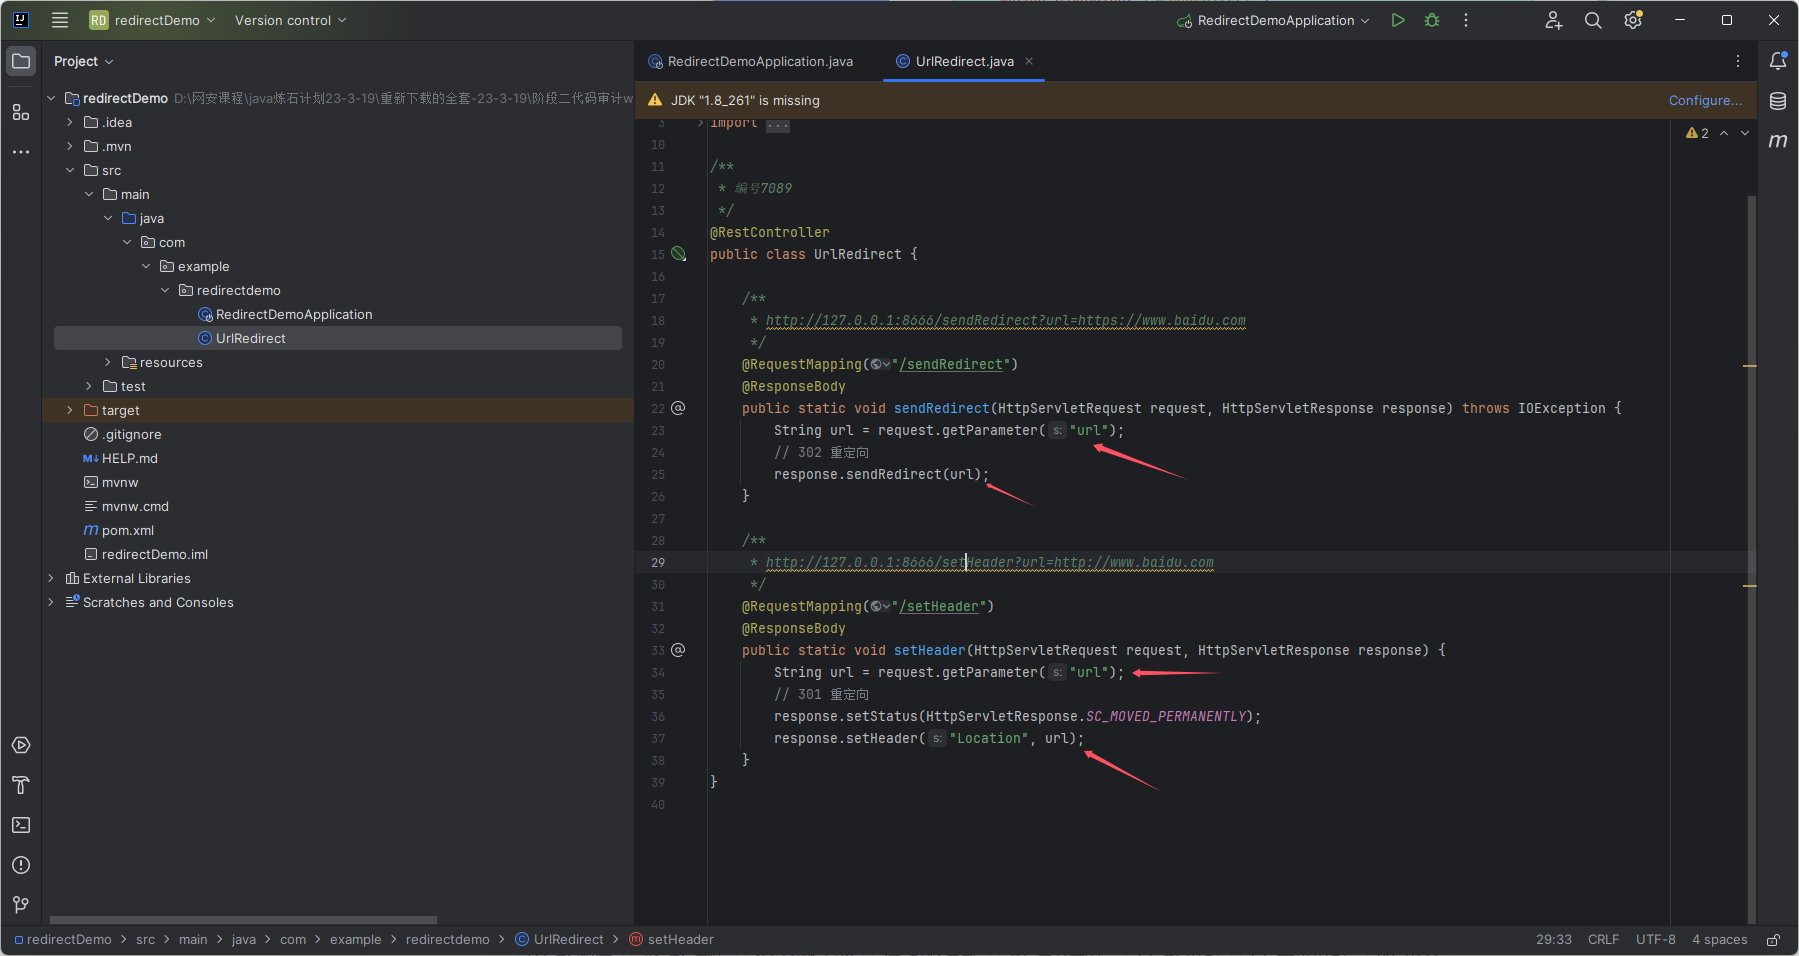 RD redirectDemo Version control RedirectDemoApplication
Project
redirectDemo D:\网安课程\java炼石计划23-3-19\重新下载的全套-23-3-19\阶段二代码审计w
.idea
.mvn
src
main
java
com
example
redirectdemo
RedirectDemoApplication
UrlRedirect
resources
test
target
.gitignore
M↓ HELP.md
mvnw
mvnw.cmd
m pom.xml
redirectDemo.iml
External Libraries
Scratches and Consoles
RedirectDemoApplication.java UrlRedirect.java
JDK "1.8_261" is missing Configure...
2
3 import ...
10
11 /**
12 * 编号7089
13 */
14 @RestController
15 public class UrlRedirect {
16
17 /**
18 * http://127.0.0.1:8666/sendRedirect?url=https://www.baidu.com
19 */
20 @RequestMapping("/sendRedirect")
21 @ResponseBody
22 public static void sendRedirect(HttpServletRequest request, HttpServletResponse response) throws IOException {
23 String url = request.getParameter( s: "url");
24 // 302 重定向
25 response.sendRedirect(url);
26 }
27
28 /**
29 * http://127.0.0.1:8666/setHeader?url=http://www.baidu.com
30 */
31 @RequestMapping("/setHeader")
32 @ResponseBody
33 public static void setHeader(HttpServletRequest request, HttpServletResponse response) {
34 String url = request.getParameter( s: "url");
35 // 301 重定向
36 response.setStatus(HttpServletResponse.SC_MOVED_PERMANENTLY);
37 response.setHeader( s: "Location", url);
38 }
39 }
40
redirectDemo > src > main > java > com > example > redirectdemo > UrlRedirect > setHeader 29:33 CRLF UTF-8 4 spaces